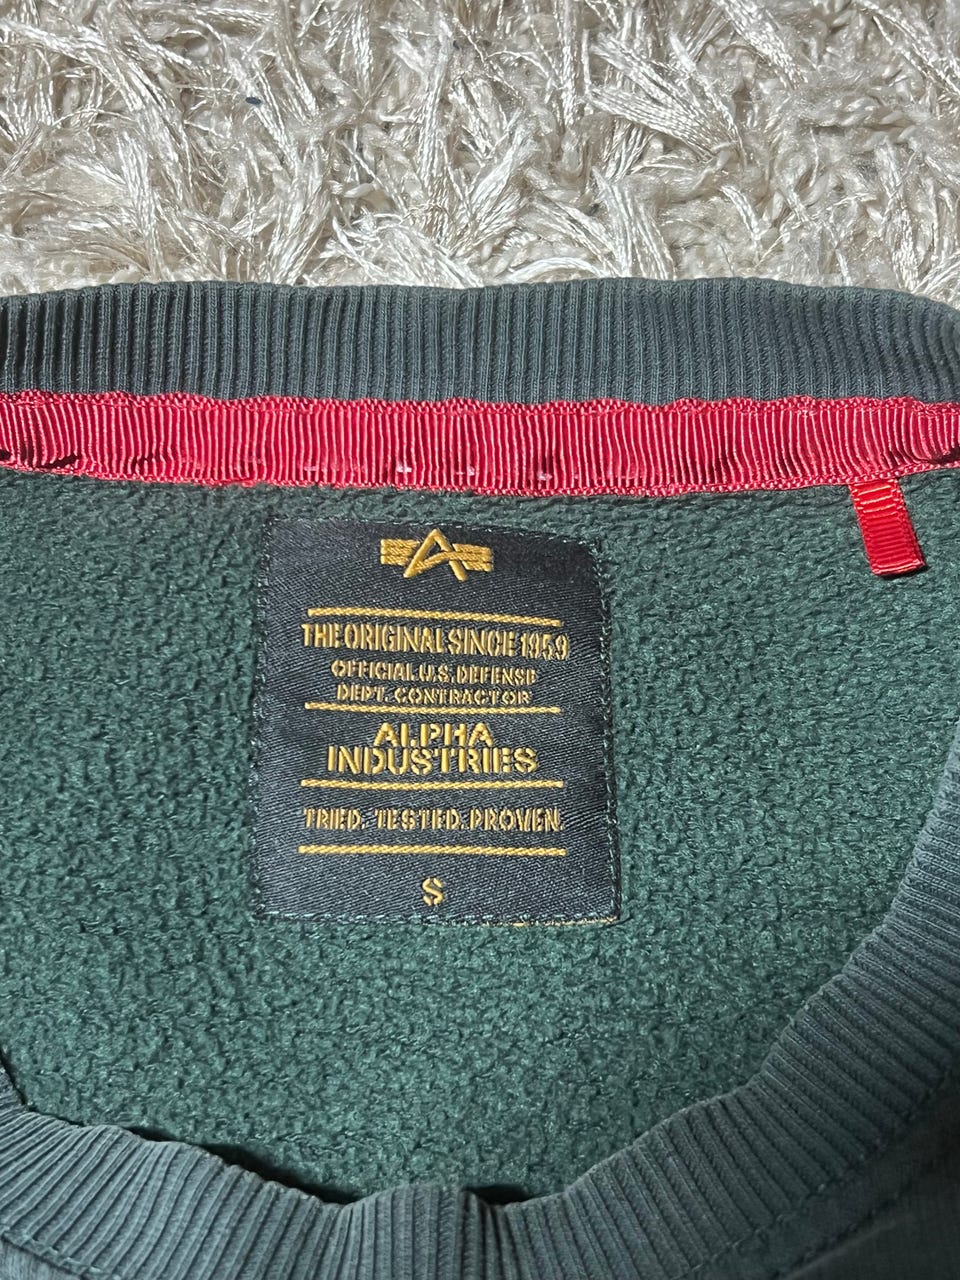 THE ORIGINAL SINCE 1959
OFFICIAL U.S. DEFENSE
DEPT. CONTRACTOR
ALPHA
INDUSTRIES
TRIED. TESTED. PROVEN.
S